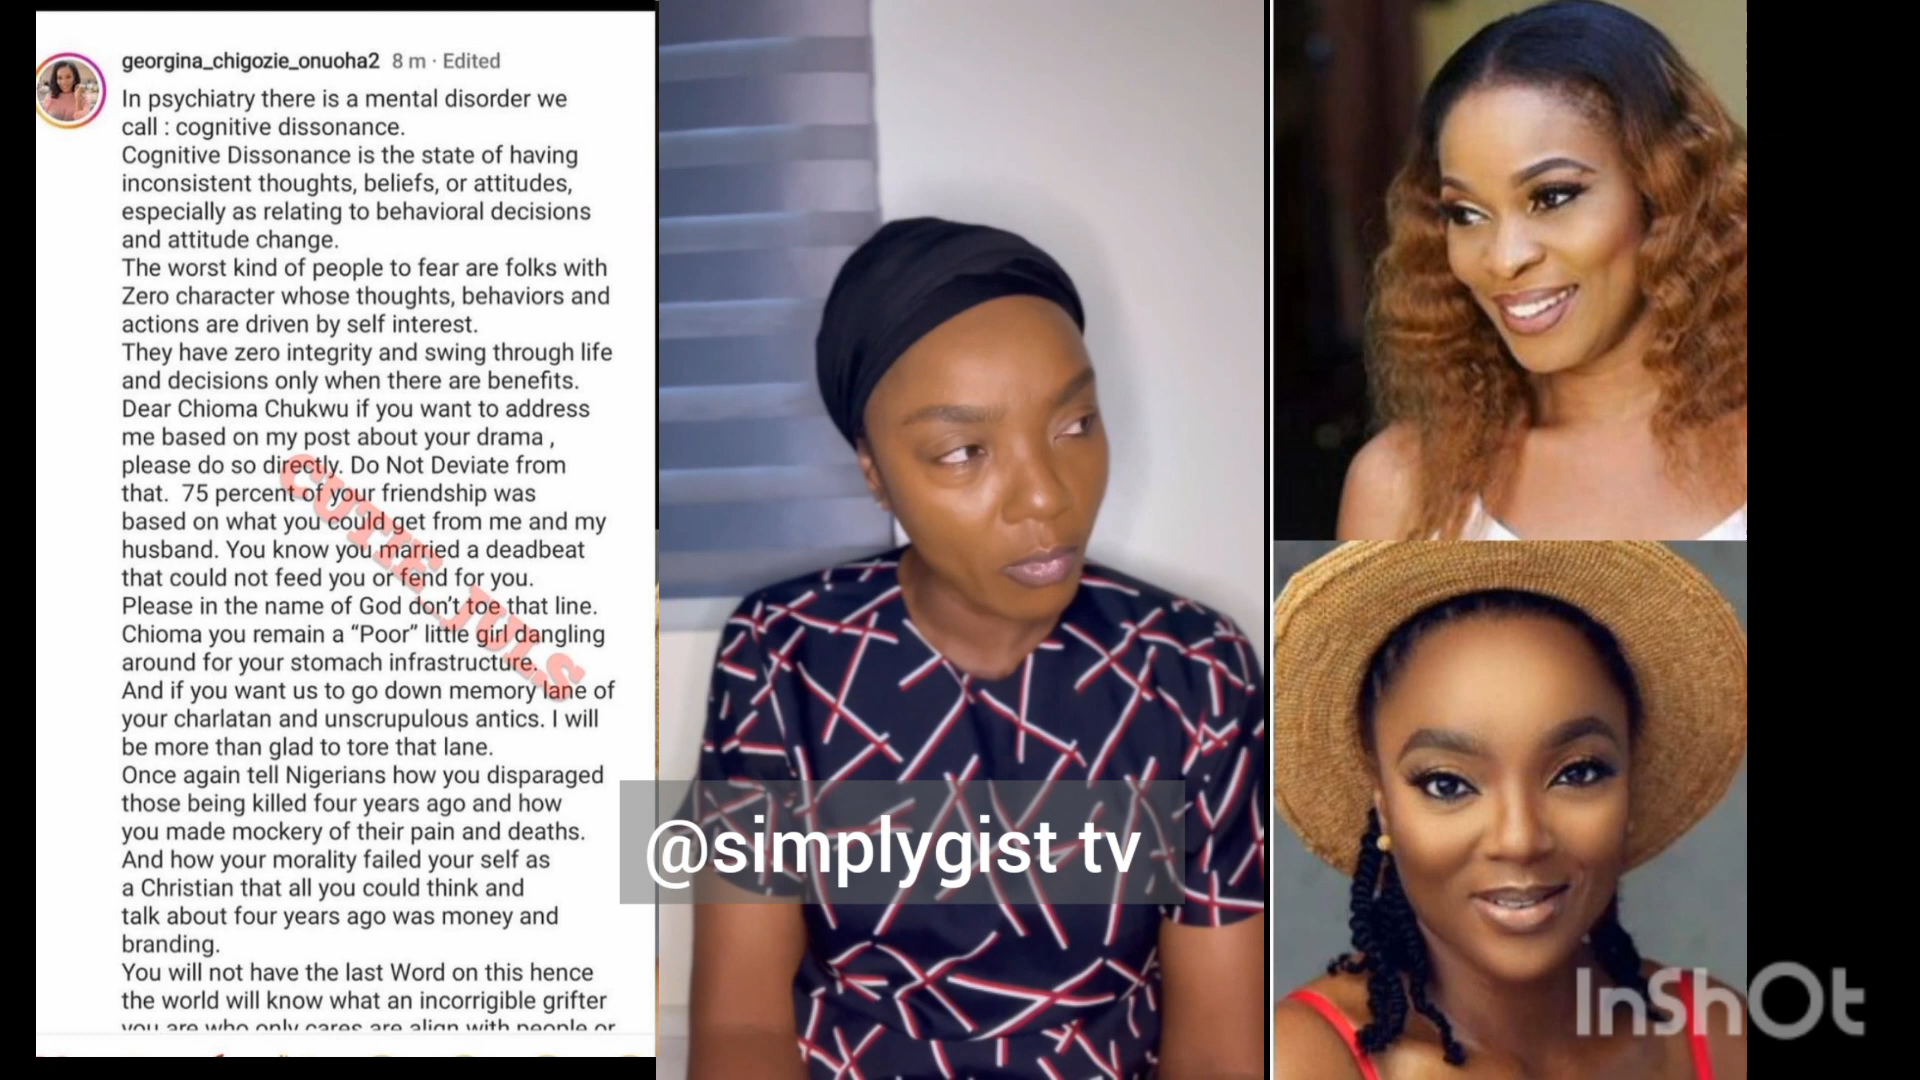 georgina_chigozie_onuoha2 8 m · Edited
In psychiatry there is a mental disorder we
call : cognitive dissonance.
Cognitive Dissonance is the state of having
inconsistent thoughts, beliefs, or attitudes,
especially as relating to behavioral decisions
and attitude change.
The worst kind of people to fear are folks with
Zero character whose thoughts, behaviors and
actions are driven by self interest.
They have zero integrity and swing through life
and decisions only when there are benefits.
Dear Chioma Chukwu if you want to address
me based on my post about your drama ,
please do so directly. Do Not Deviate from
that. 75 percent of your friendship was
based on what you could get from me and my
husband. You know you married a deadbeat
that could not feed you or fend for you.
Please in the name of God don't toe that line.
Chioma you remain a “Poor” little girl dangling
around for your stomach infrastructure.
And if you want us to go down memory lane of
your charlatan and unscrupulous antics. I will
be more than glad to tore that lane.
Once again tell Nigerians how you disparaged
those being killed four years ago and how
you made mockery of their pain and deaths.
And how your morality failed your self as
a Christian that all you could think and
talk about four years ago was money and
branding.
You will not have the last Word on this hence
the world will know what an incorrigible grifter
you are who only cares are align with people or
CUTIE_JULS
@simplygist tv
InShOt